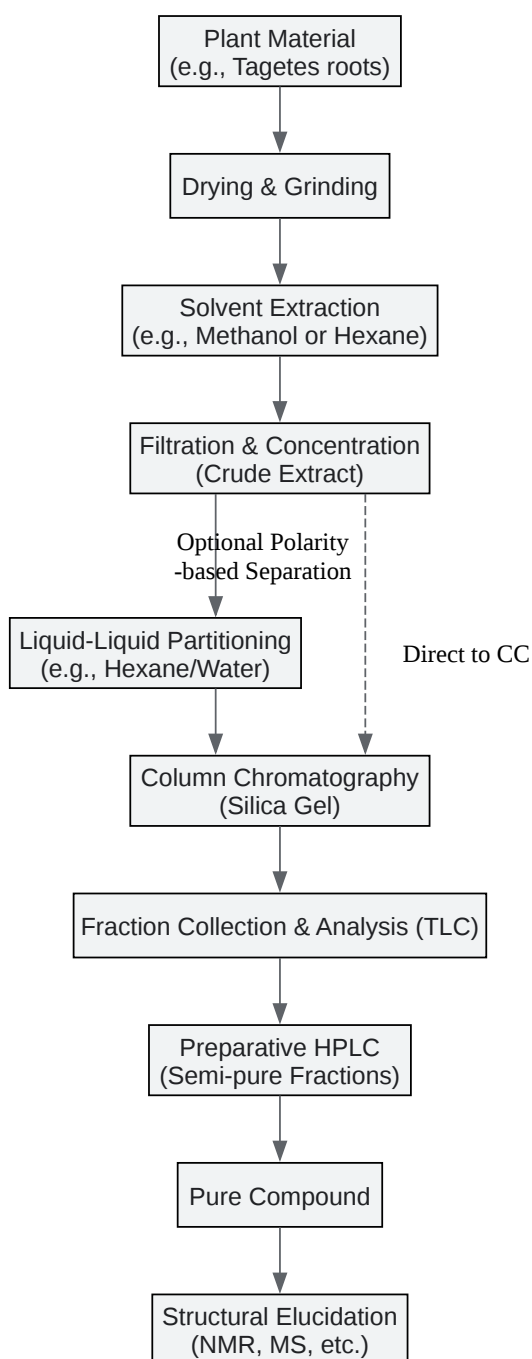 Plant Material
(e.g., Tagetes roots)
Drying & Grinding
Solvent Extraction
(e.g., Methanol or Hexane)
Filtration & Concentration
(Crude Extract)
Optional Polarity
-based Separation
Liquid-Liquid Partitioning
(e.g., Hexane/Water)
Direct to CC
Column Chromatography
(Silica Gel)
Fraction Collection & Analysis (TLC)
Preparative HPLC
(Semi-pure Fractions)
Pure Compound
Structural Elucidation
(NMR, MS, etc.)